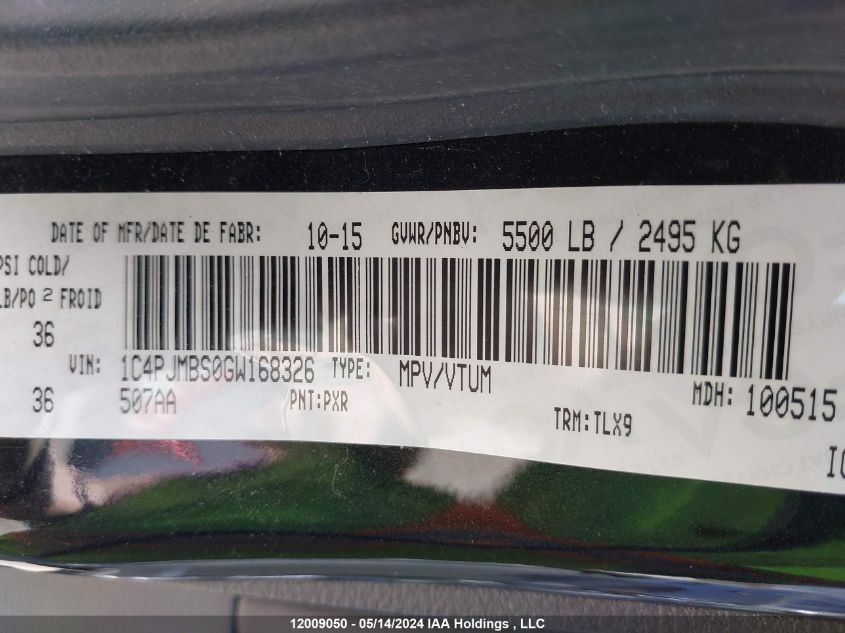 DATE OF MFR/DATE DE FABR: 10-15 GVWR/PNBV: 5500 LB / 2495 KG
PSI COLD/
LB/PO 2 FROID
36
VIN: 1C4PJMBS0GW168326 TYPE: MPV/VTUM MDH: 100515
36 507AA PNT:PXR TRM:TLX9
12009050 - 05/14/2024 IAA Holdings , LLC